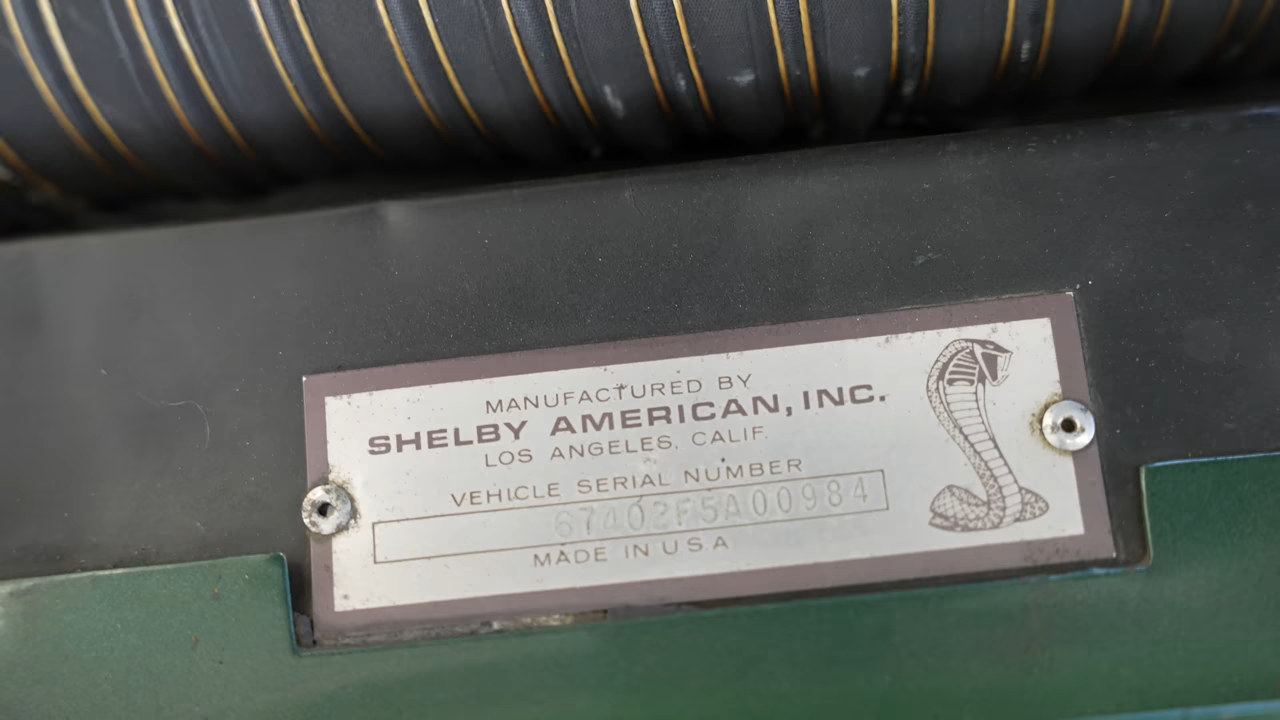 MANUFACTURED BY
SHELBY AMERICAN, INC.
LOS ANGELES, CALIF.
VEHICLE SERIAL NUMBER
67402F5A00984
MADE IN U.S.A